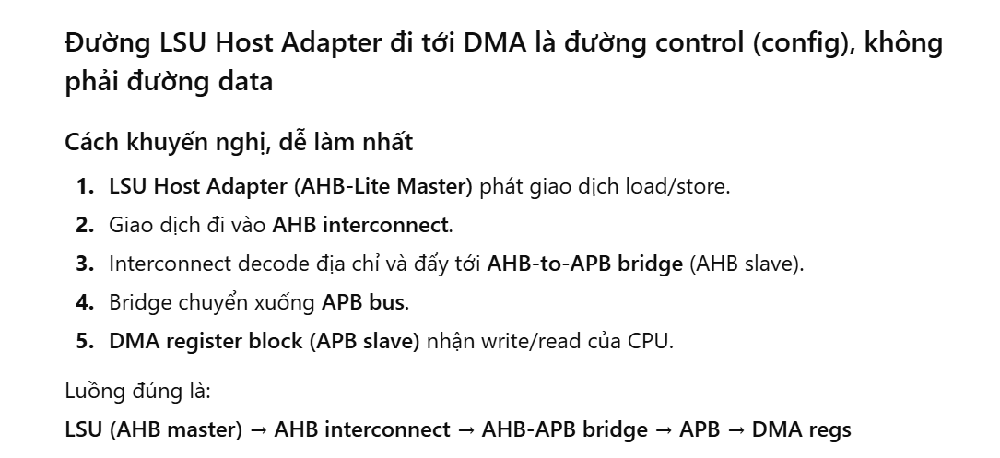 Đường LSU Host Adapter đi tới DMA là đường control (config), không
phải đường data
Cách khuyến nghị, dễ làm nhất
1. LSU Host Adapter (AHB-Lite Master) phát giao dịch load/store.
2. Giao dịch đi vào AHB interconnect.
3. Interconnect decode địa chỉ và đẩy tới AHB-to-APB bridge (AHB slave).
4. Bridge chuyển xuống APB bus.
5. DMA register block (APB slave) nhận write/read của CPU.
Luồng đúng là:
LSU (AHB master) → AHB interconnect → AHB-APB bridge → APB → DMA regs